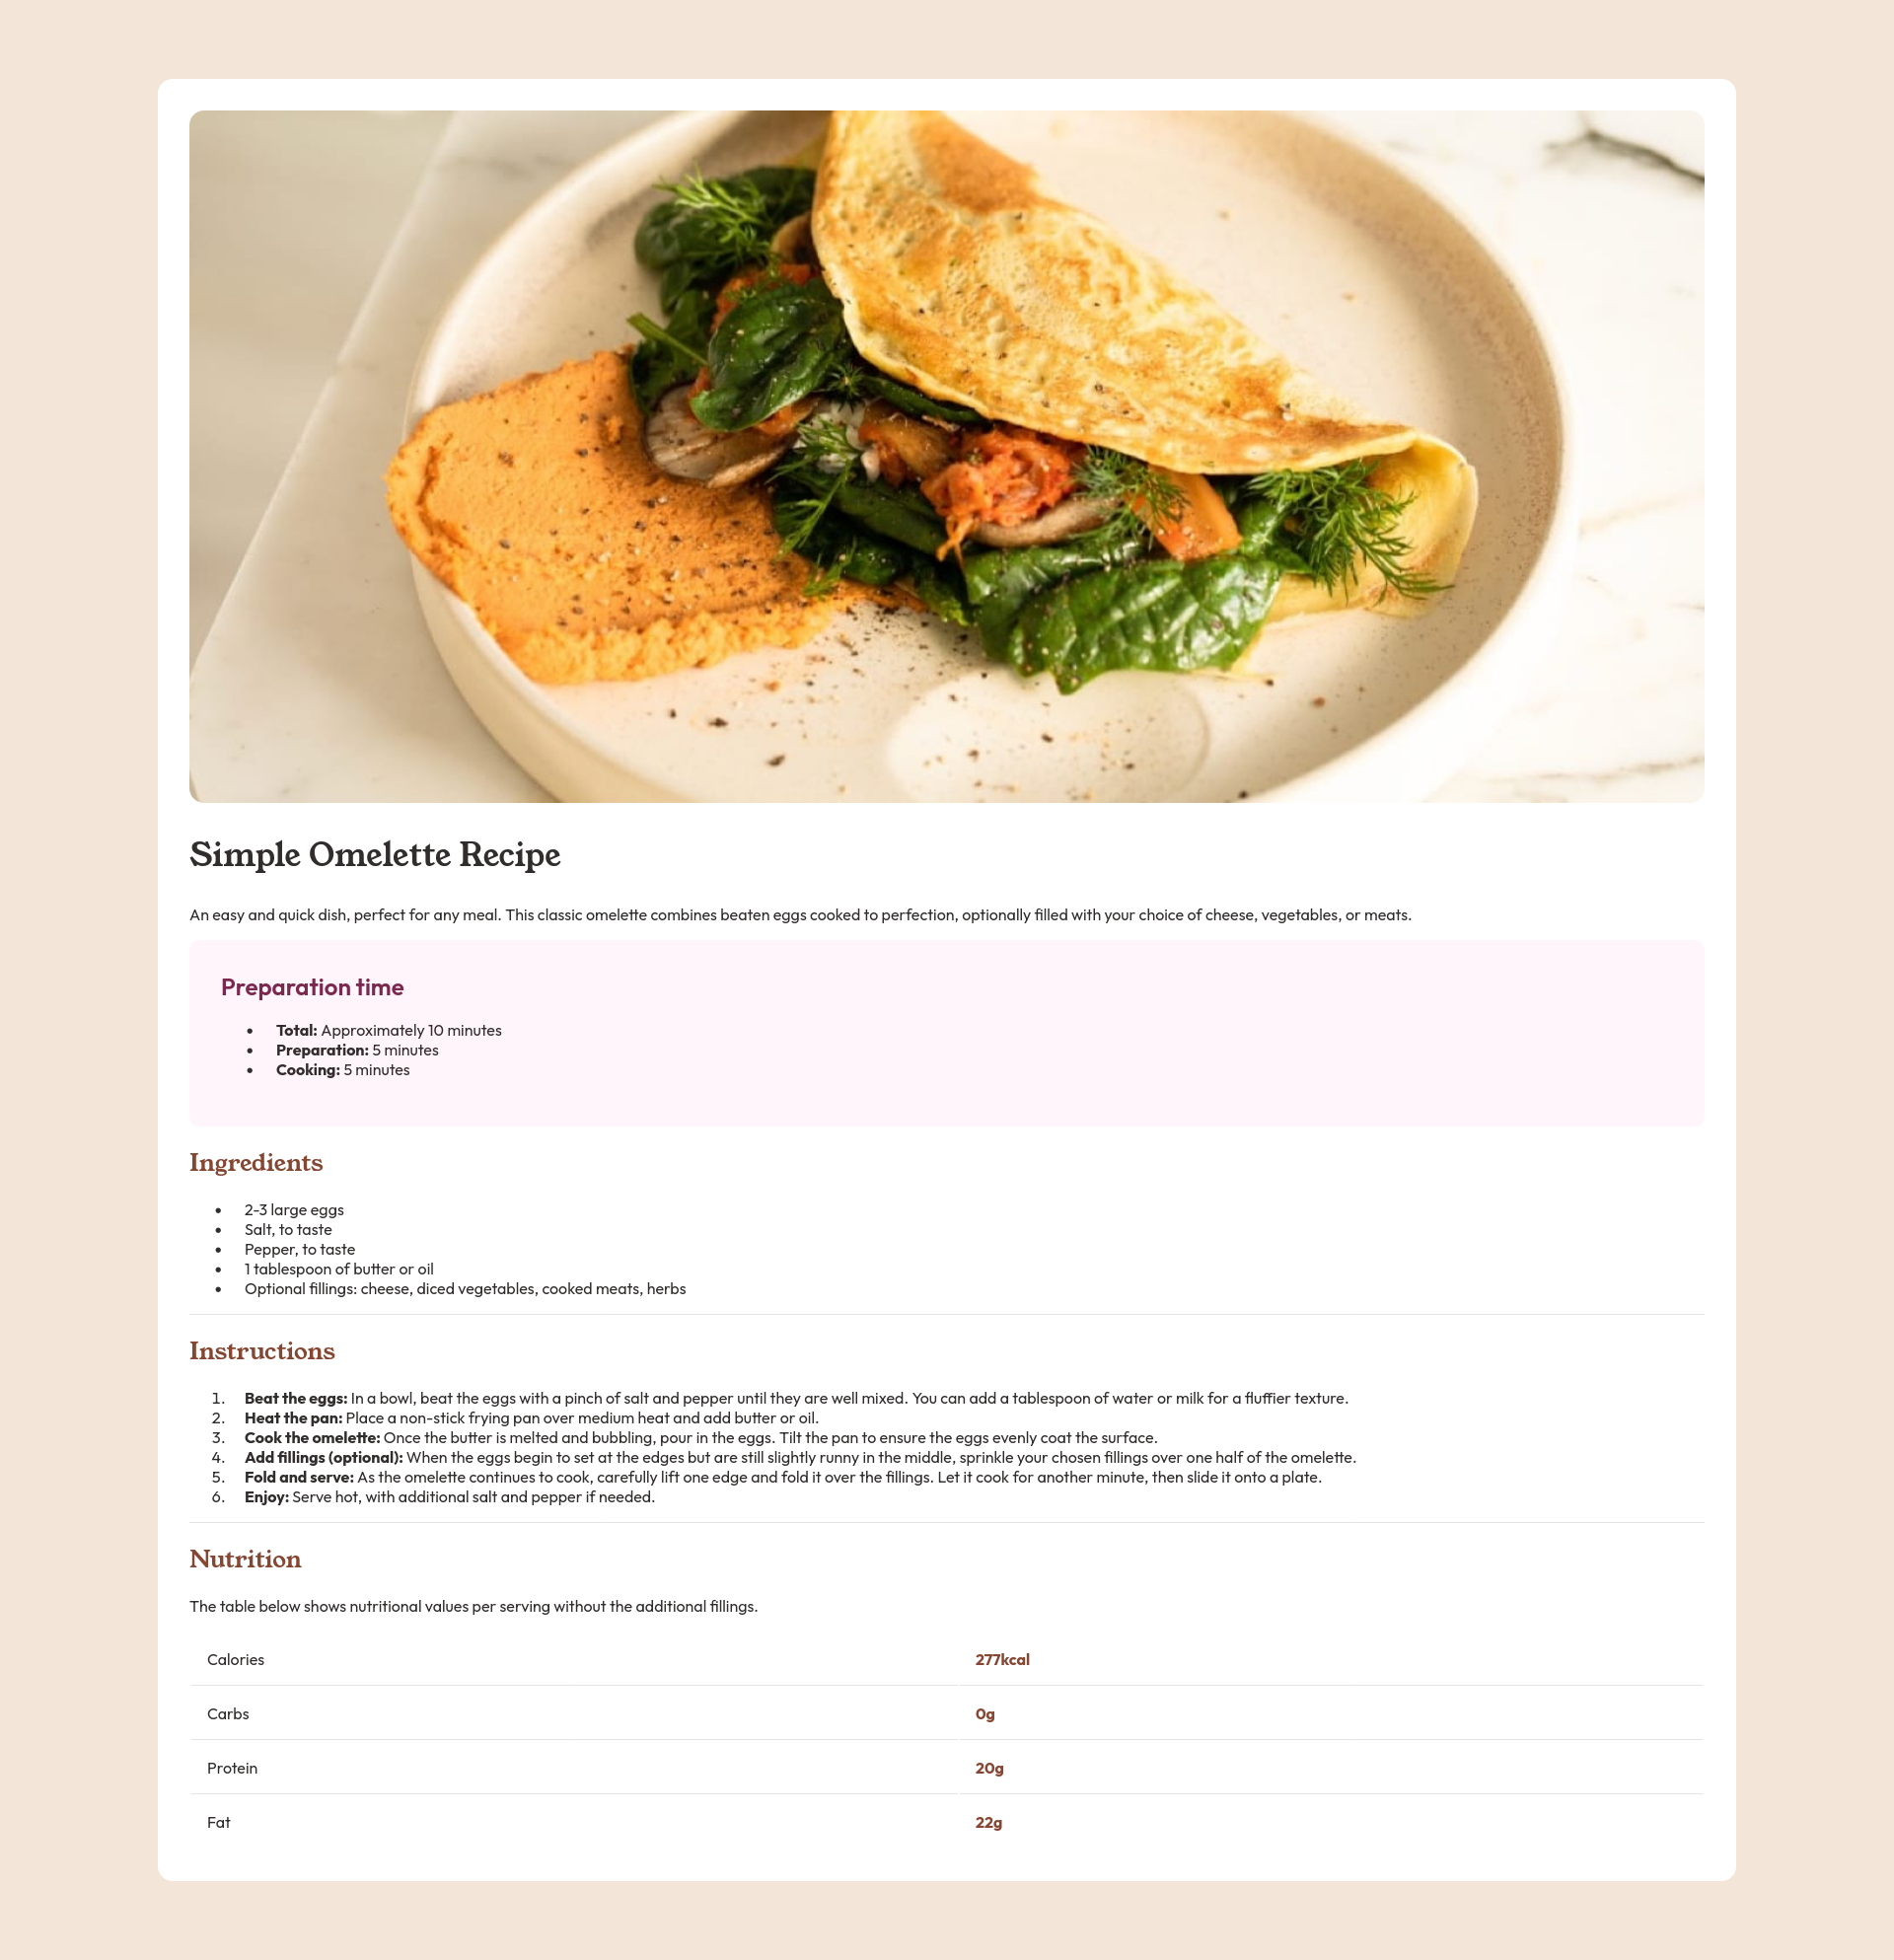 Simple Omelette Recipe
An easy and quick dish, perfect for any meal. This classic omelette combines beaten eggs cooked to perfection, optionally filled with your choice of cheese, vegetables, or meats.
Preparation time
• Total: Approximately 10 minutes
• Preparation: 5 minutes
• Cooking: 5 minutes
Ingredients
• 2-3 large eggs
• Salt, to taste
• Pepper, to taste
• 1 tablespoon of butter or oil
• Optional fillings: cheese, diced vegetables, cooked meats, herbs
Instructions
1. Beat the eggs: In a bowl, beat the eggs with a pinch of salt and pepper until they are well mixed. You can add a tablespoon of water or milk for a fluffier texture.
2. Heat the pan: Place a non-stick frying pan over medium heat and add butter or oil.
3. Cook the omelette: Once the butter is melted and bubbling, pour in the eggs. Tilt the pan to ensure the eggs evenly coat the surface.
4. Add fillings (optional): When the eggs begin to set at the edges but are still slightly runny in the middle, sprinkle your chosen fillings over one half of the omelette.
5. Fold and serve: As the omelette continues to cook, carefully lift one edge and fold it over the fillings. Let it cook for another minute, then slide it onto a plate.
6. Enjoy: Serve hot, with additional salt and pepper if needed.
Nutrition
The table below shows nutritional values per serving without the additional fillings.
Calories 277kcal
Carbs 0g
Protein 20g
Fat 22g